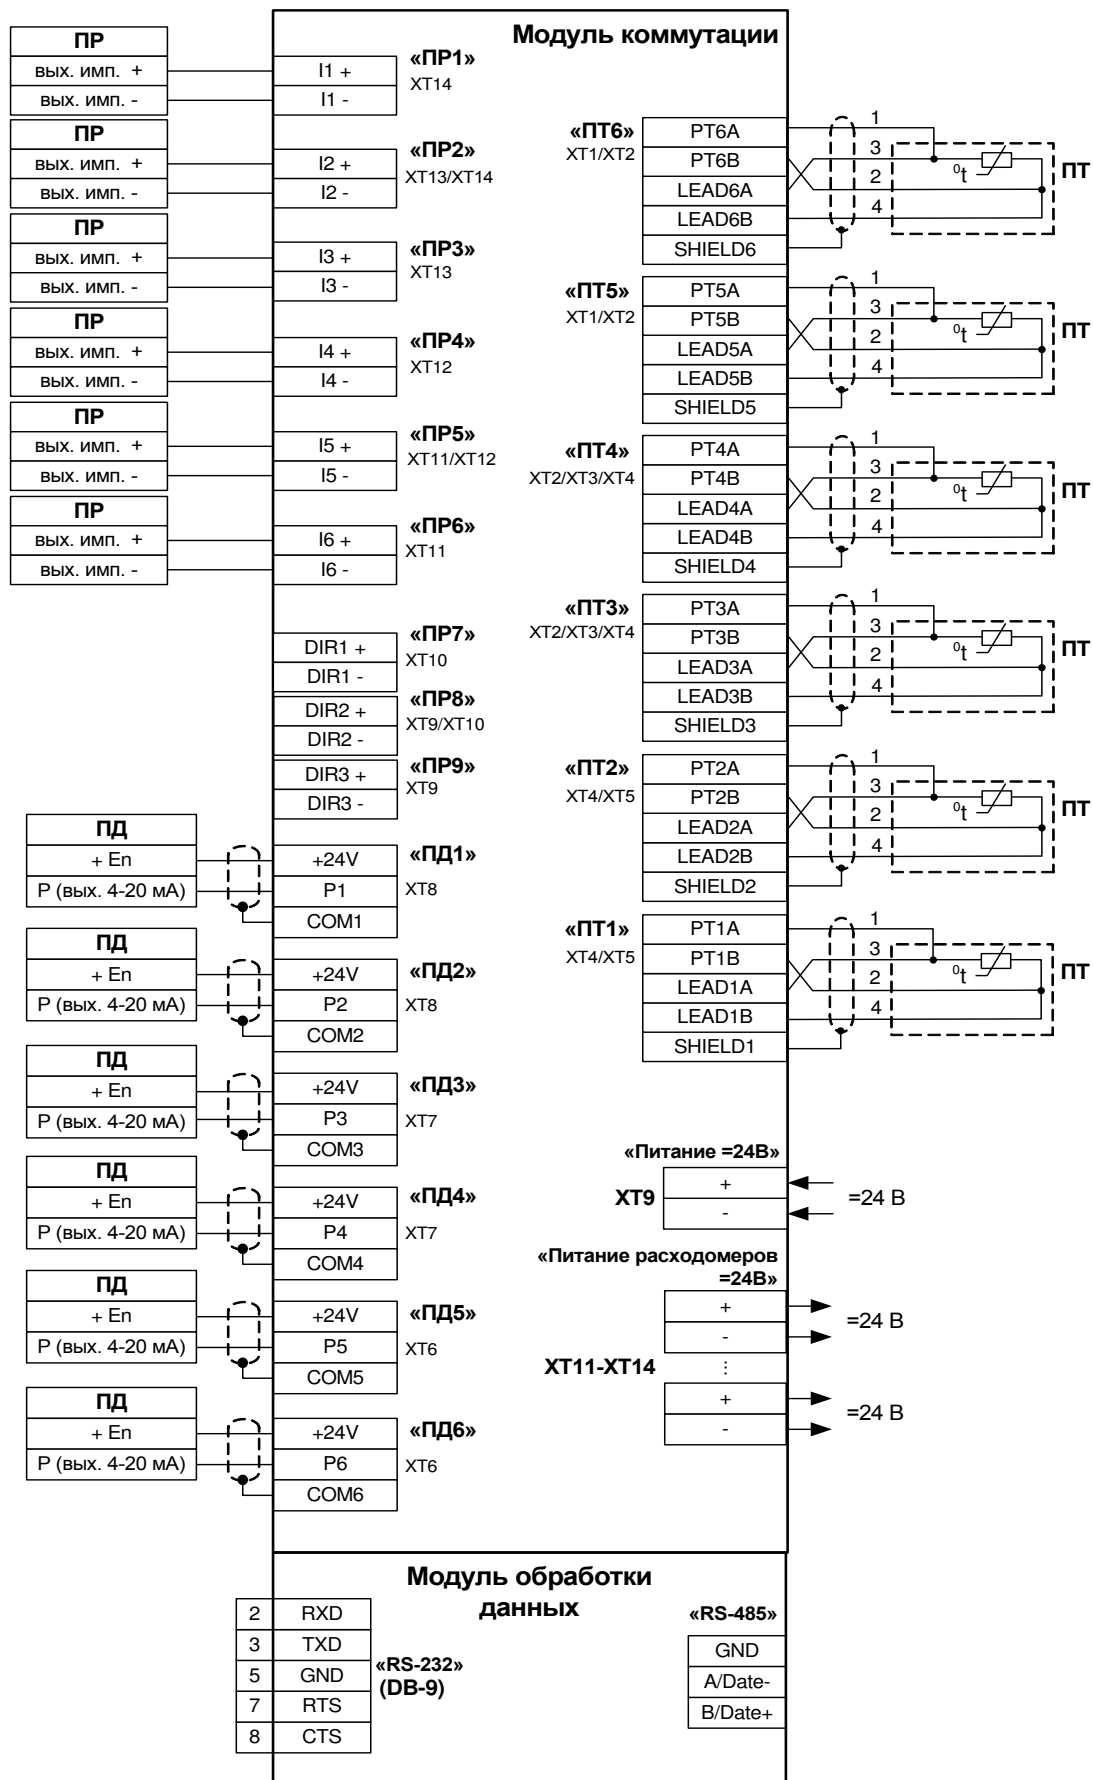 Модуль коммутации
ПР
вых. имп. +
вых. имп. -
I1 +
I1 -
«ПР1»
XT14
ПР
вых. имп. +
вых. имп. -
I2 +
I2 -
«ПР2»
XT13/XT14
ПР
вых. имп. +
вых. имп. -
I3 +
I3 -
«ПР3»
XT13
ПР
вых. имп. +
вых. имп. -
I4 +
I4 -
«ПР4»
XT12
ПР
вых. имп. +
вых. имп. -
I5 +
I5 -
«ПР5»
XT11/XT12
ПР
вых. имп. +
вых. имп. -
I6 +
I6 -
«ПР6»
XT11
DIR1 +
DIR1 -
«ПР7»
XT10
DIR2 +
DIR2 -
«ПР8»
XT9/XT10
DIR3 +
DIR3 -
«ПР9»
XT9
ПД
+ En
P (вых. 4-20 мА)
+24V
P1
COM1
«ПД1»
XT8
ПД
+ En
P (вых. 4-20 мА)
+24V
P2
COM2
«ПД2»
XT8
ПД
+ En
P (вых. 4-20 мА)
+24V
P3
COM3
«ПД3»
XT7
ПД
+ En
P (вых. 4-20 мА)
+24V
P4
COM4
«ПД4»
XT7
ПД
+ En
P (вых. 4-20 мА)
+24V
P5
COM5
«ПД5»
XT6
ПД
+ En
P (вых. 4-20 мА)
+24V
P6
COM6
«ПД6»
XT6
«ПТ6»
XT1/XT2
PT6A
PT6B
LEAD6A
LEAD6B
SHIELD6
1
3
2
4
0t
ПТ
«ПТ5»
XT1/XT2
PT5A
PT5B
LEAD5A
LEAD5B
SHIELD5
1
3
2
4
0t
ПТ
«ПТ4»
XT2/XT3/XT4
PT4A
PT4B
LEAD4A
LEAD4B
SHIELD4
1
3
2
4
0t
ПТ
«ПТ3»
XT2/XT3/XT4
PT3A
PT3B
LEAD3A
LEAD3B
SHIELD3
1
3
2
4
0t
ПТ
«ПТ2»
XT4/XT5
PT2A
PT2B
LEAD2A
LEAD2B
SHIELD2
1
3
2
4
0t
ПТ
«ПТ1»
XT4/XT5
PT1A
PT1B
LEAD1A
LEAD1B
SHIELD1
1
3
2
4
0t
ПТ
«Питание =24В»
XT9
+
-
=24 В
«Питание расходомеров
=24В»
XT11-XT14
+
-
=24 В
⋮
+
-
=24 В
Модуль обработки
данных
2 RXD
3 TXD
5 GND
7 RTS
8 CTS
«RS-232»
(DB-9)
«RS-485»
GND
A/Date-
B/Date+